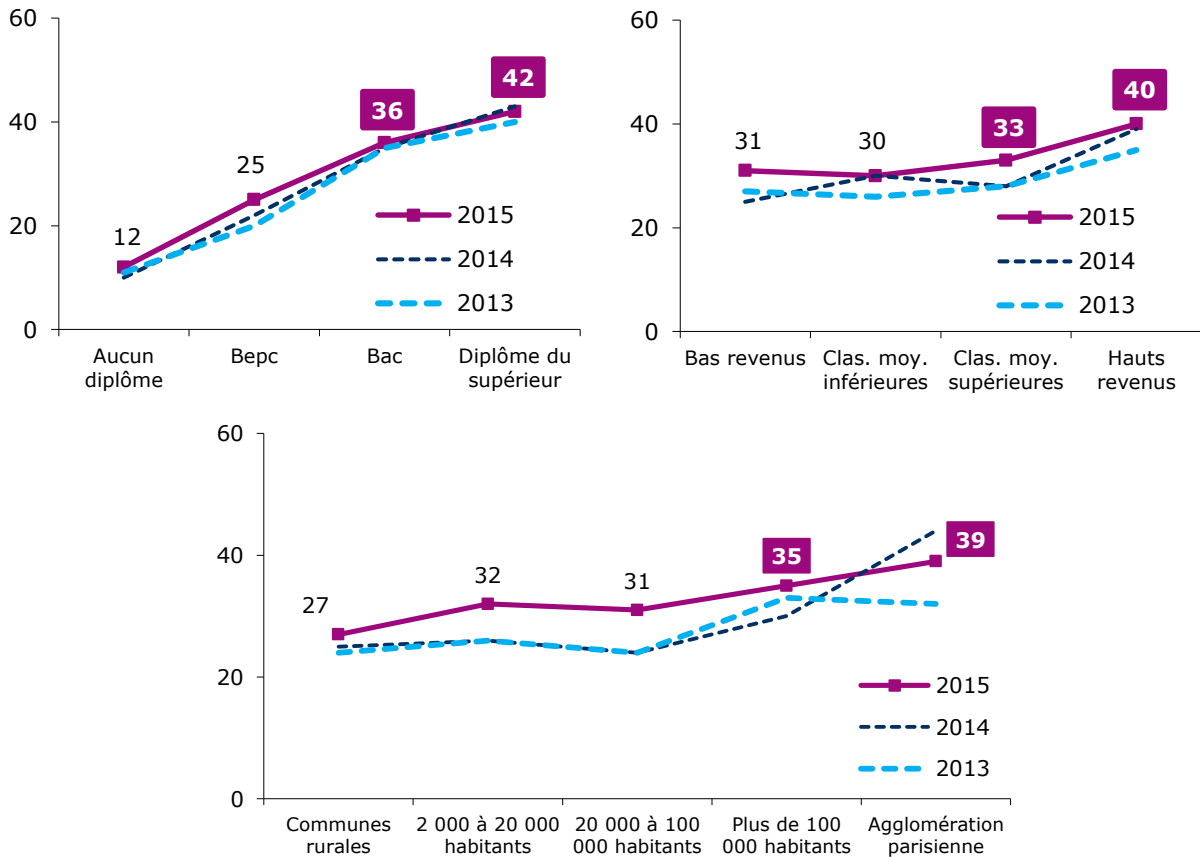 60
40
20
0
12
25
36
42
2015
2014
2013
Aucun
diplôme
Bepc
Bac
Diplôme du
supérieur
60
40
20
0
31
30
33
40
2015
2014
2013
Bas revenus
Clas. moy.
inférieures
Clas. moy.
supérieures
Hauts
revenus
60
40
20
0
27
32
31
35
39
2015
2014
2013
Communes
rurales
2 000 à 20 000
habitants
20 000 à 100
000 habitants
Plus de 100
000 habitants
Agglomération
parisienne